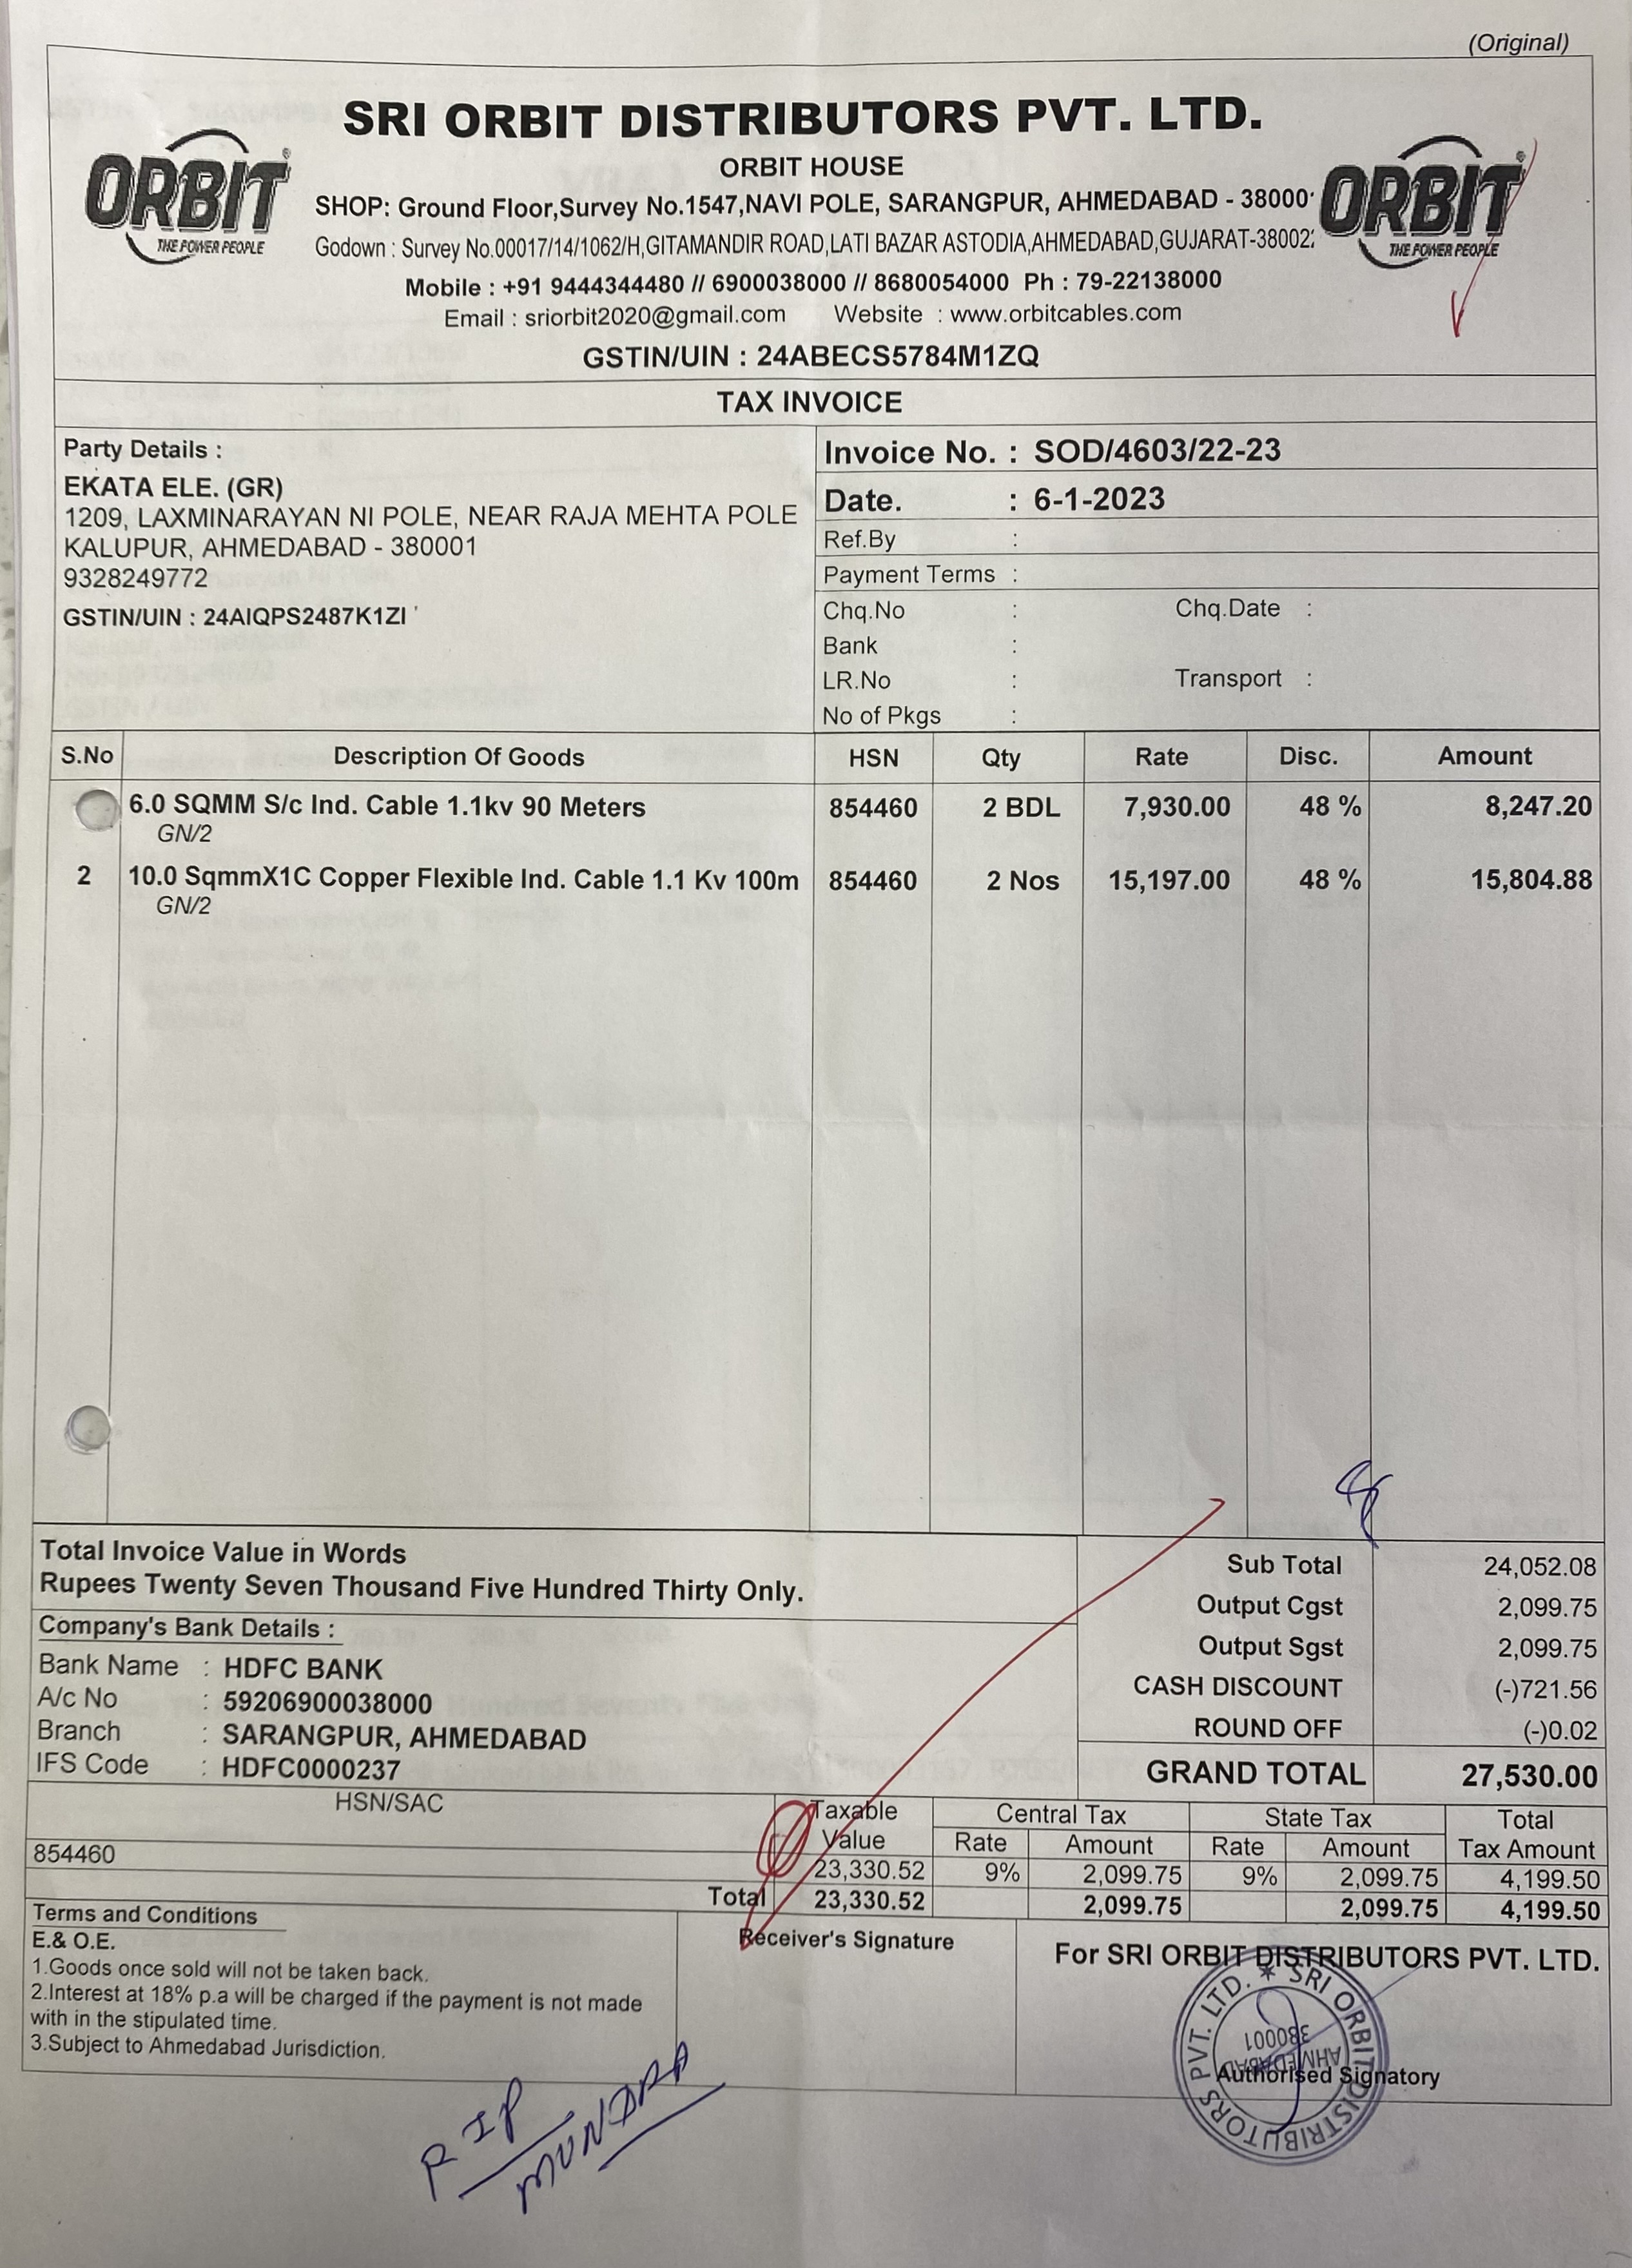 (Original)
SRI ORBIT DISTRIBUTORS PVT. LTD.
ORBIT HOUSE
ORBIT
THE POWER PEOPLE
ORBIT
THE POWER PEOPLE
SHOP: Ground Floor,Survey No.1547,NAVI POLE, SARANGPUR, AHMEDABAD - 38000
Godown : Survey No.00017/14/1062/H,GITAMANDIR ROAD,LATI BAZAR ASTODIA,AHMEDABAD,GUJARAT-38002
Mobile : +91 9444344480 // 6900038000 // 8680054000 Ph : 79-22138000
Email : sriorbit2020@gmail.com Website : www.orbitcables.com
GSTIN/UIN : 24ABECS5784M1ZQ
TAX INVOICE
Party Details :
EKATA ELE. (GR)
1209, LAXMINARAYAN NI POLE, NEAR RAJA MEHTA POLE
KALUPUR, AHMEDABAD - 380001
9328249772
GSTIN/UIN : 24AIQPS2487K1ZI
Invoice No. : SOD/4603/22-23
Date. : 6-1-2023
Ref.By :
Payment Terms :
Chq.No : Chq.Date :
Bank :
LR.No : Transport :
No of Pkgs :
S.No Description Of Goods HSN Qty Rate Disc. Amount
6.0 SQMM S/c Ind. Cable 1.1kv 90 Meters 854460 2 BDL 7,930.00 48 % 8,247.20
GN/2
2 10.0 SqmmX1C Copper Flexible Ind. Cable 1.1 Kv 100m 854460 2 Nos 15,197.00 48 % 15,804.88
GN/2
Total Invoice Value in Words
Rupees Twenty Seven Thousand Five Hundred Thirty Only.
Company's Bank Details :
Bank Name : HDFC BANK
A/c No : 59206900038000
Branch : SARANGPUR, AHMEDABAD
IFS Code : HDFC0000237
Sub Total 24,052.08
Output Cgst 2,099.75
Output Sgst 2,099.75
CASH DISCOUNT (-)721.56
ROUND OFF (-)0.02
GRAND TOTAL 27,530.00
HSN/SAC Taxable Value Central Tax State Tax Total Tax Amount
Rate Amount Rate Amount
854460 23,330.52 9% 2,099.75 9% 2,099.75 4,199.50
Total 23,330.52 2,099.75 2,099.75 4,199.50
Terms and Conditions
E.& O.E.
1.Goods once sold will not be taken back.
2.Interest at 18% p.a will be charged if the payment is not made
with in the stipulated time.
3.Subject to Ahmedabad Jurisdiction.
Receiver's Signature
For SRI ORBIT DISTRIBUTORS PVT. LTD.
SRI ORBIT DISTRIBUTORS PVT. LTD.
AHMEDABAD
380001
Authorised Signatory
MUNDRA